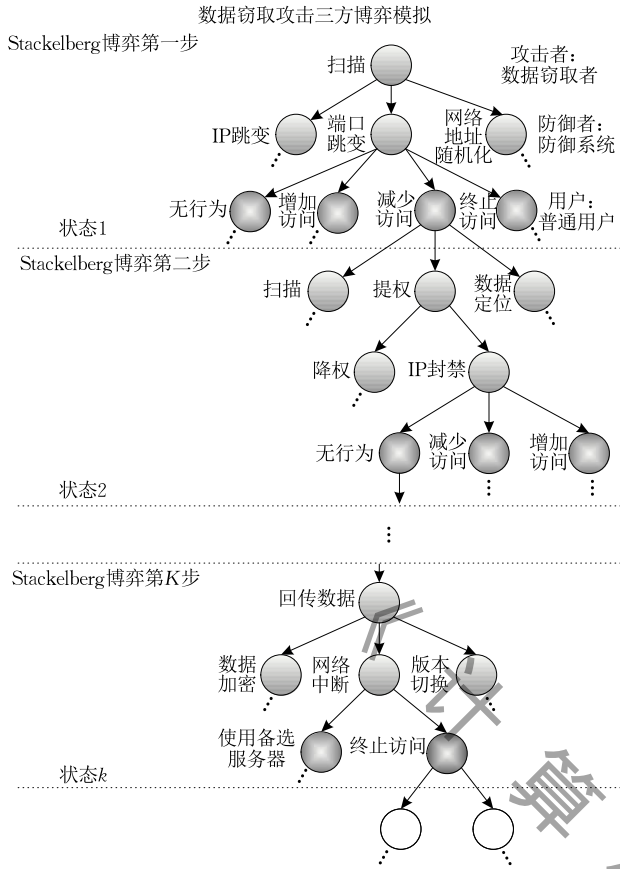 数据窃取攻击三方博弈模拟
Stackelberg博弈第一步
扫描
攻击者：
数据窃取者
IP跳变
端口
跳变
网络
地址
随机化
防御者：
防御系统
无行为
增加
访问
减少
访问
终止
访问
用户：
普通用户
状态1
Stackelberg博弈第二步
扫描
提权
数据
定位
降权
IP封禁
无行为
减少
访问
增加
访问
状态2
Stackelberg博弈第K步
回传数据
数据
加密
网络
中断
版本
切换
使用备选
服务器
终止访问
状态k
《计算